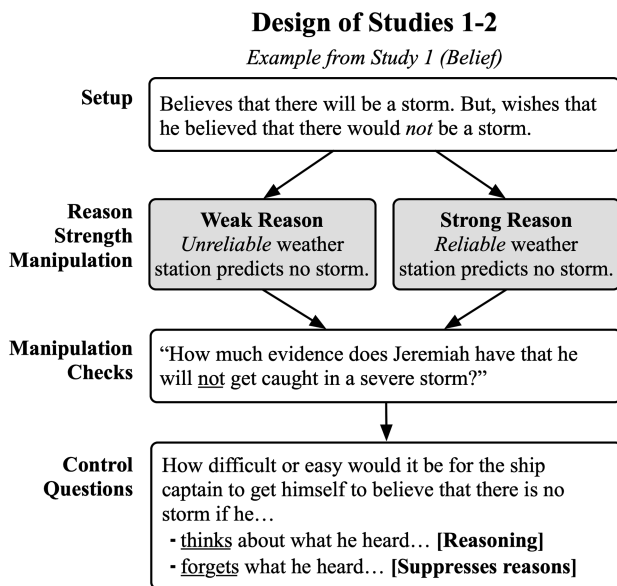 Design of Studies 1-2
Example from Study 1 (Belief)
Setup
Believes that there will be a storm. But, wishes that
he believed that there would not be a storm.
Reason
Strength
Manipulation
Weak Reason
Unreliable weather
station predicts no storm.
Strong Reason
Reliable weather
station predicts no storm.
Manipulation
Checks
“How much evidence does Jeremiah have that he
will not get caught in a severe storm?”
Control
Questions
How difficult or easy would it be for the ship
captain to get himself to believe that there is no
storm if he…
- thinks about what he heard… [Reasoning]
- forgets what he heard… [Suppresses reasons]